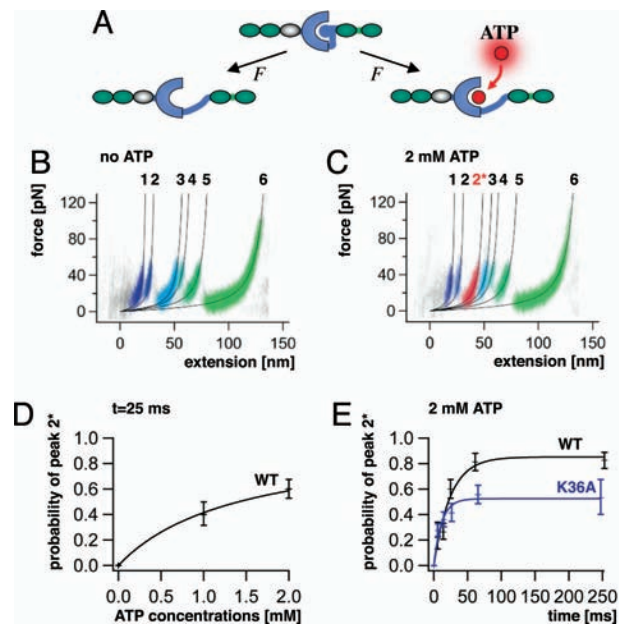 A
ATP
F F
B no ATP
C 2 mM ATP
1 2 3 4 5 6
1 2 2* 3 4 5 6
force [pN]
120
80
40
0
0 50 100 150
extension [nm]
force [pN]
120
80
40
0
0 50 100 150
extension [nm]
D t=25 ms
E 2 mM ATP
probability of peak 2*
1.0
0.8
0.6
0.4
0.2
0.0
WT
0.0 0.5 1.0 1.5 2.0
ATP concentrations [mM]
probability of peak 2*
1.0
0.8
0.6
0.4
0.2
0.0
WT
K36A
0 50 100 150 200 250
time [ms]